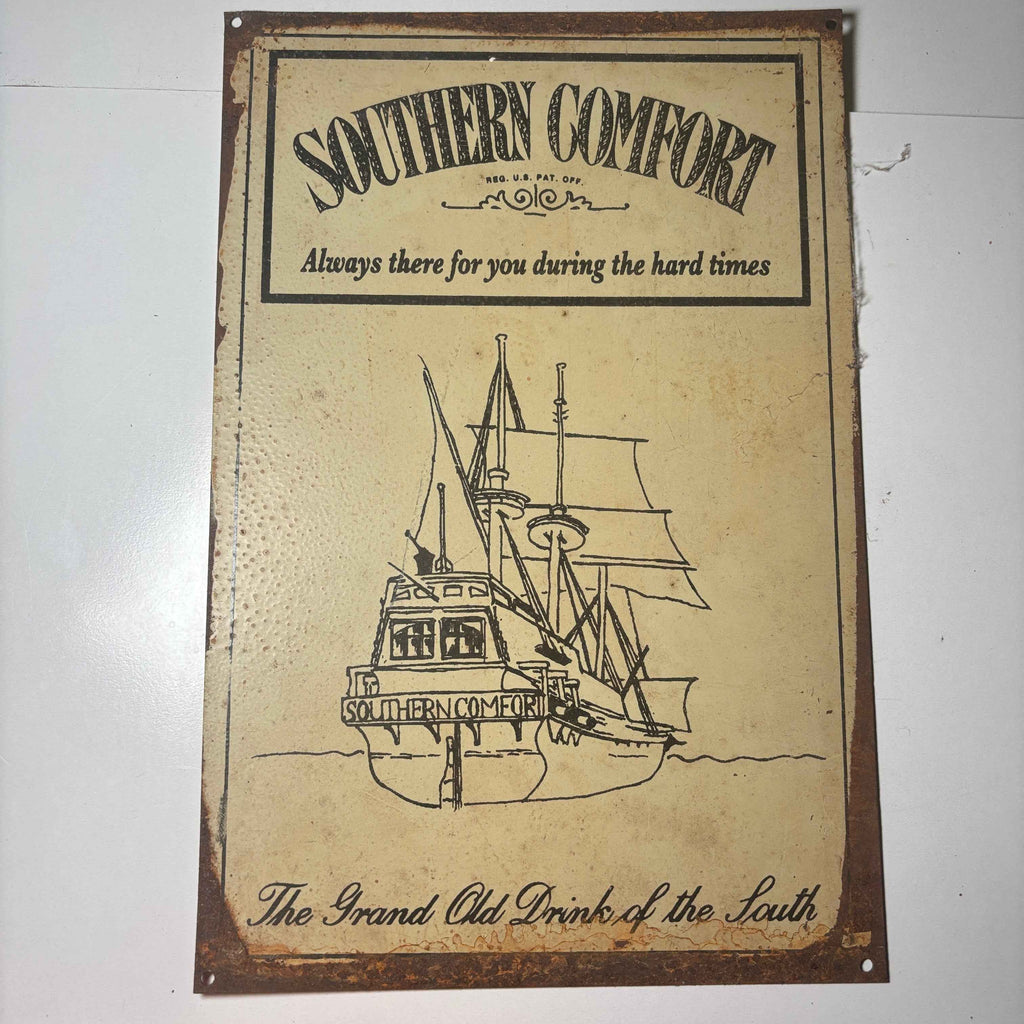 SOUTHERN COMFORT
REG. U.S. PAT. OFF.
Always there for you during the hard times
SOUTHERN COMFORT
The Grand Old Drink of the South